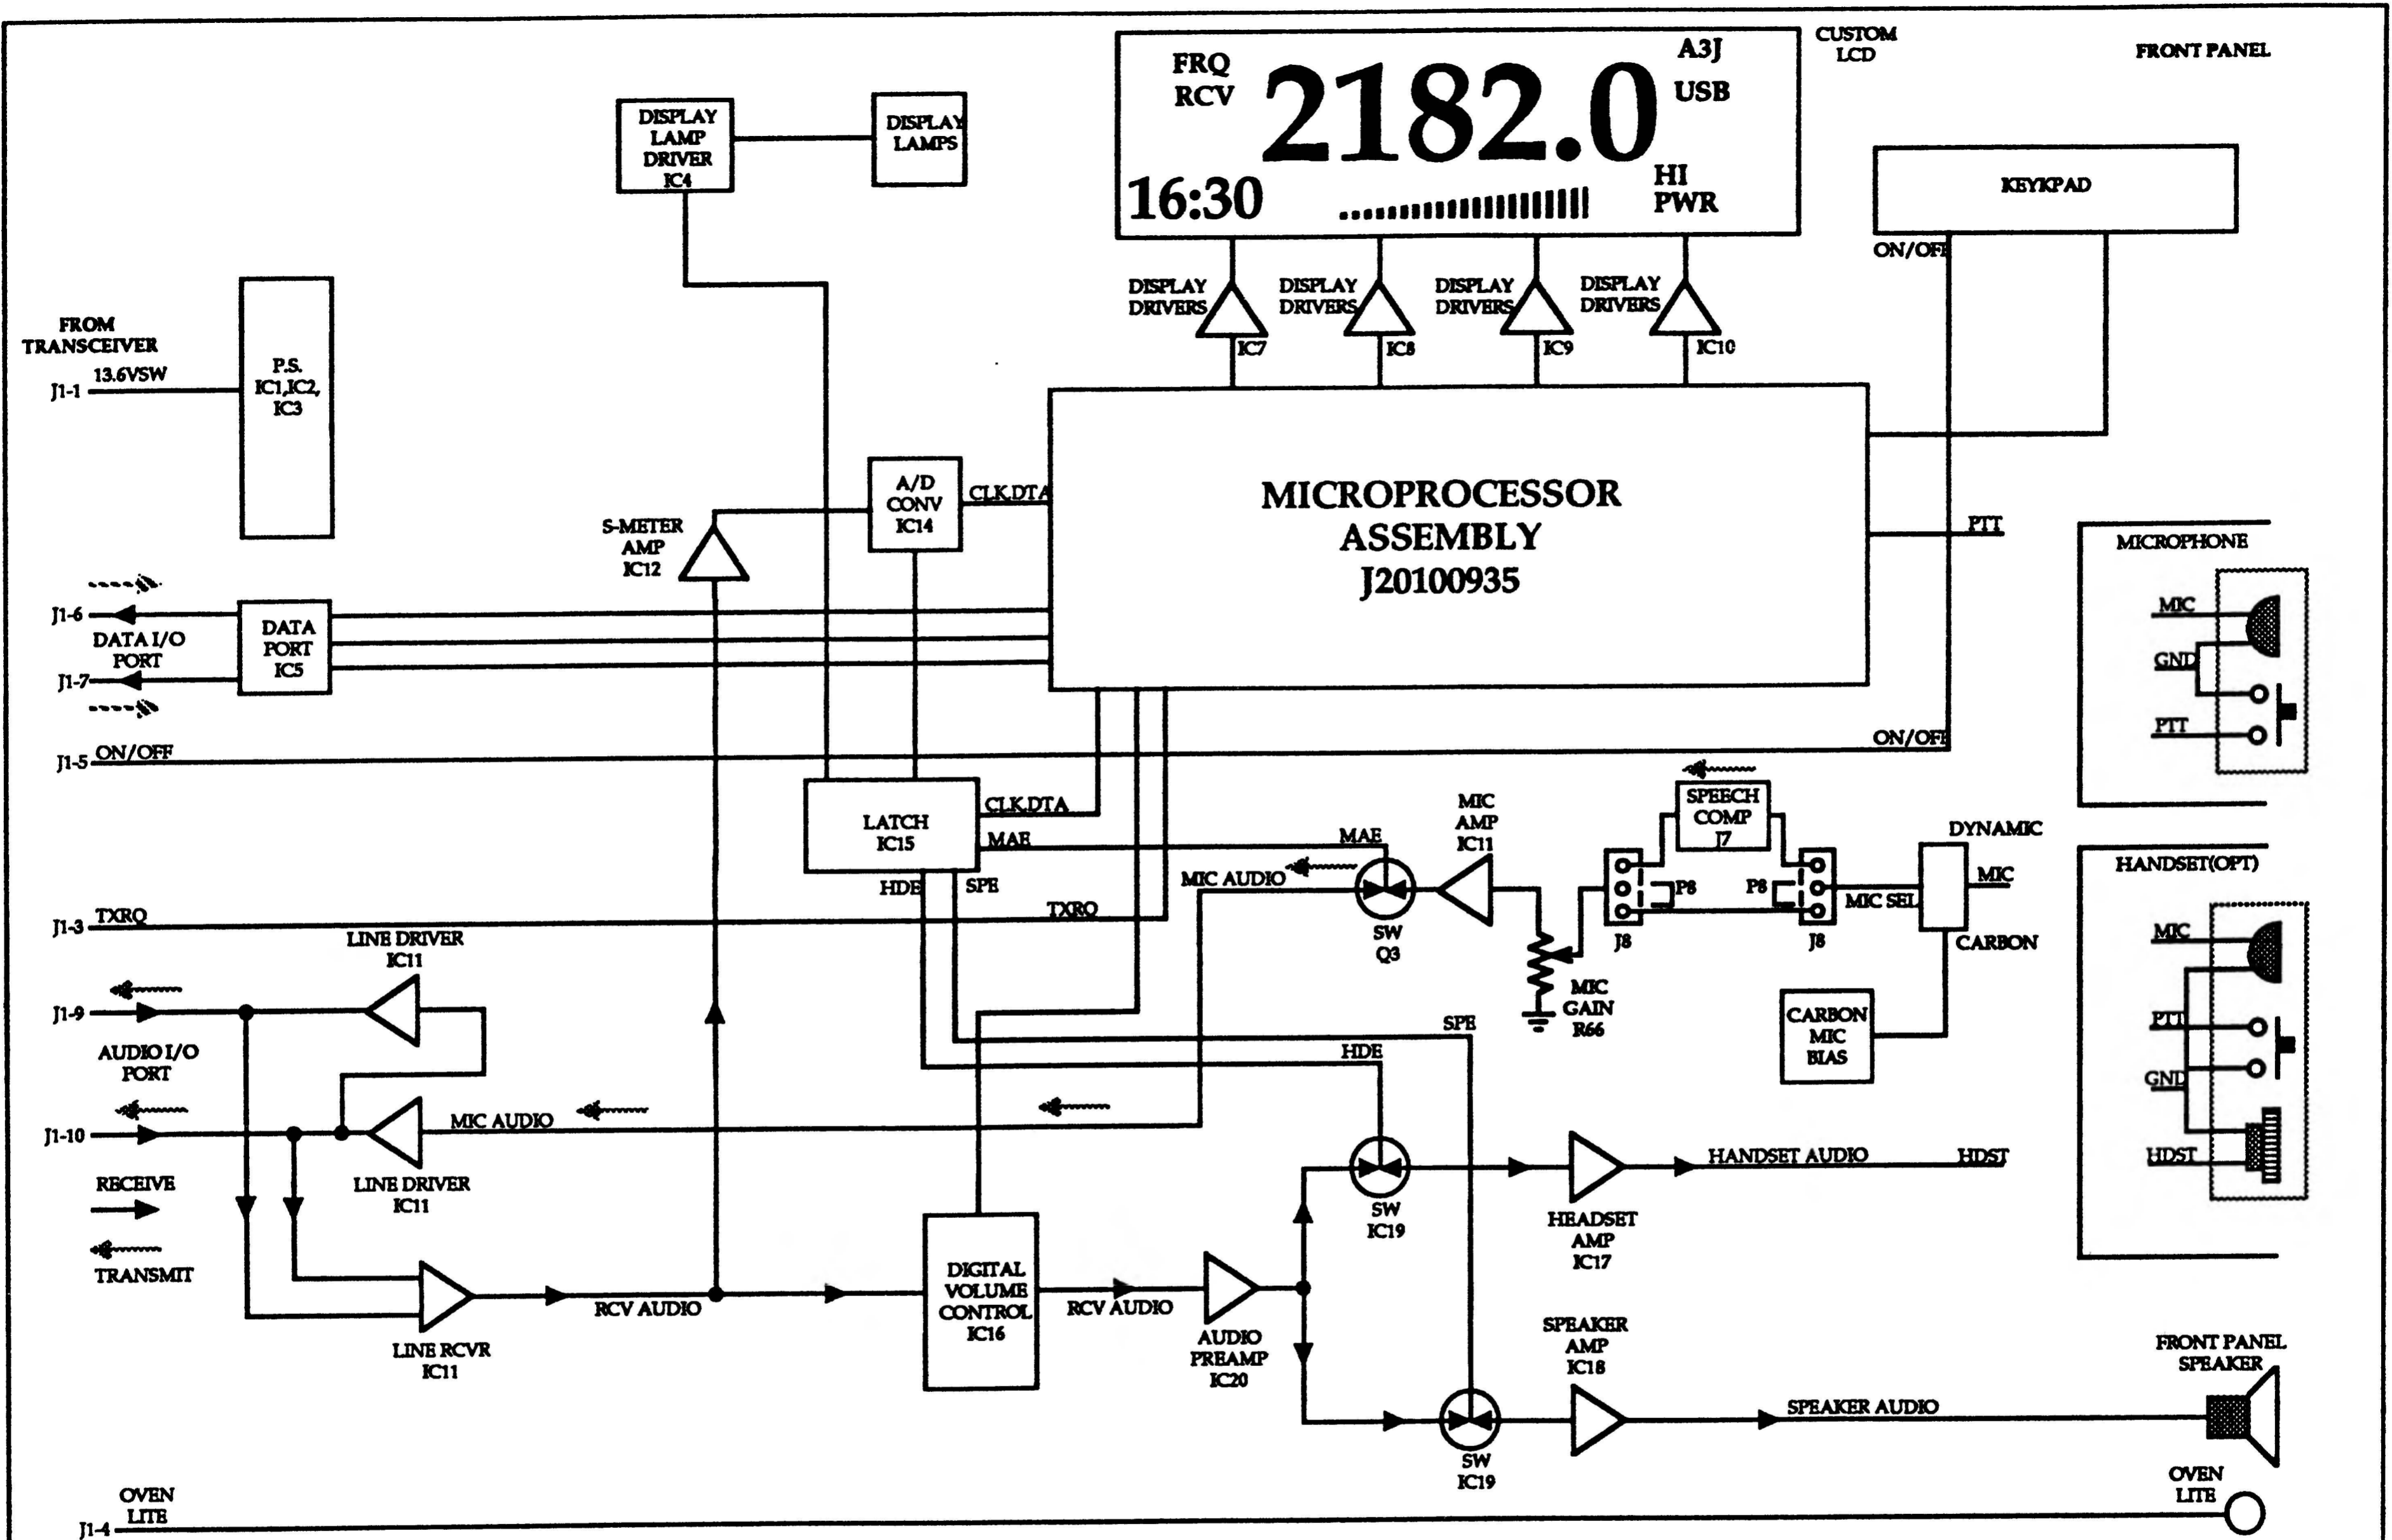 CUSTOM
LCD
FRONT PANEL
FRQ
RCV
2182.0
A3J
USB
16:30
HI
PWR
DISPLAY
LAMP
DRIVER
IC4
DISPLAY
LAMPS
KEYKPAD
ON/OFF
DISPLAY
DRIVERS
IC7
DISPLAY
DRIVERS
IC8
DISPLAY
DRIVERS
IC9
DISPLAY
DRIVERS
IC10
FROM
TRANSCEIVER
J1-1
13.6VSW
P.S.
IC1,IC2,
IC3
A/D
CONV
IC14
CLK,DTA
S-METER
AMP
IC12
MICROPROCESSOR
ASSEMBLY
J20100935
PTT
MICROPHONE
MIC
GND
PTT
J1-6
DATA I/O
PORT
J1-7
DATA
PORT
IC5
J1-5
ON/OFF
ON/OFF
LATCH
IC15
CLK,DTA
MAE
HDE
SPE
MAE
MIC AUDIO
SW
Q3
MIC
AMP
IC11
SPEECH
COMP
J7
P8
P8
J8
J8
MIC SEL
DYNAMIC
MIC
CARBON
MIC
GAIN
R66
CARBON
MIC
BIAS
HANDSET(OPT)
MIC
PTT
GND
HDST
J1-3
TXRQ
TXRQ
LINE DRIVER
IC11
J1-9
AUDIO I/O
PORT
J1-10
MIC AUDIO
LINE DRIVER
IC11
RECEIVE
TRANSMIT
SPE
HDE
SW
IC19
HEADSET
AMP
IC17
HANDSET AUDIO
HDST
LINE RCVR
IC11
RCV AUDIO
DIGITAL
VOLUME
CONTROL
IC16
RCV AUDIO
AUDIO
PREAMP
IC20
SPEAKER
AMP
IC18
SW
IC19
SPEAKER AUDIO
FRONT PANEL
SPEAKER
OVEN
LITE
J1-4
OVEN
LITE